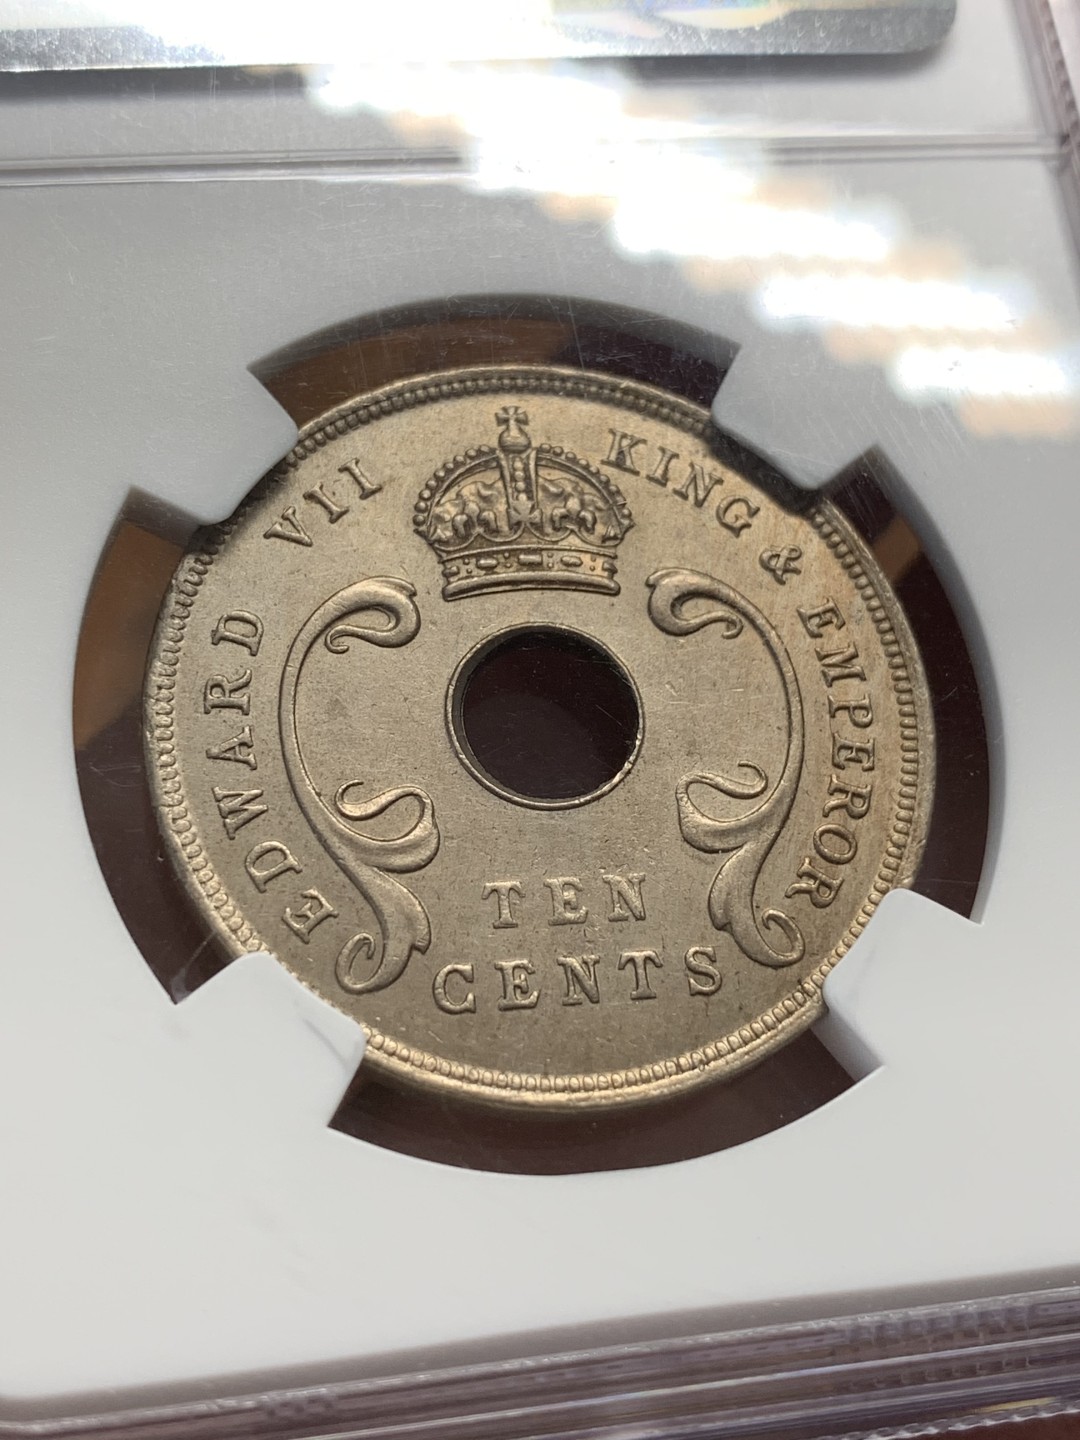 EDWARD VII KING & EMPEROR
TEN
CENTS